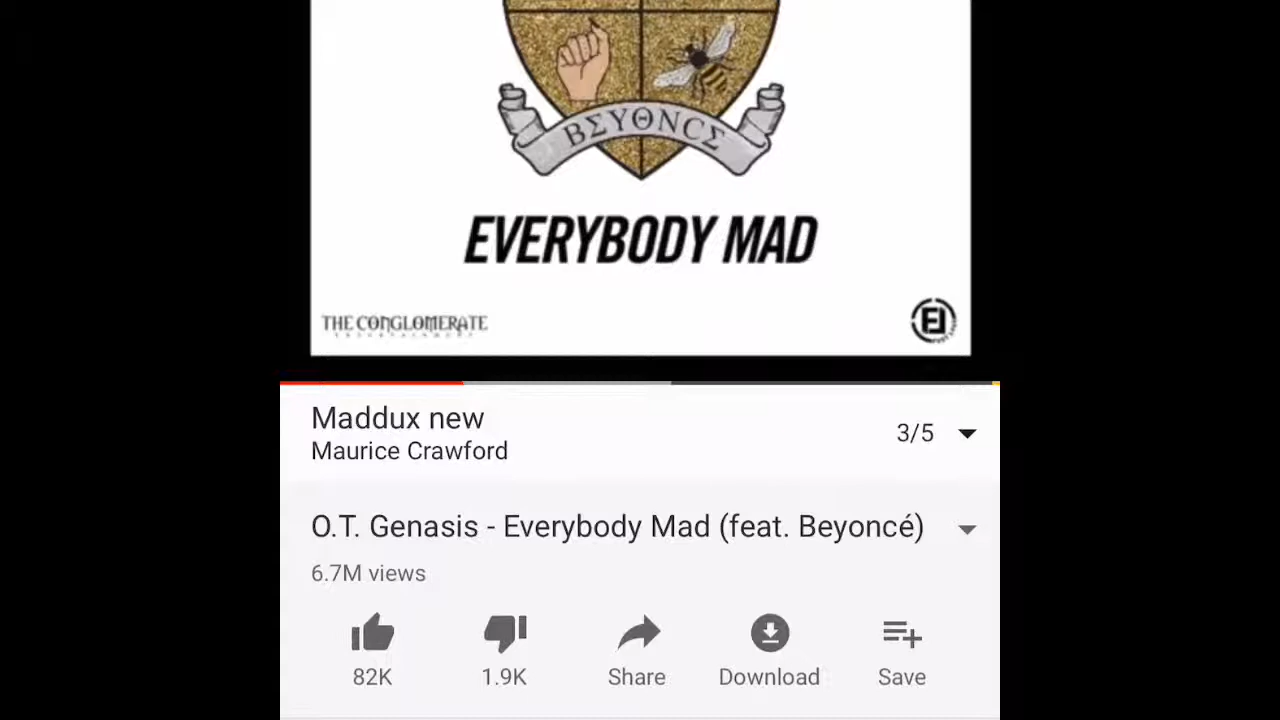 BΣYΘNCΣ
EVERYBODY MAD
THE CONGLOMERATE
ENTERTAINMENT
Maddux new
Maurice Crawford
3/5
O.T. Genasis - Everybody Mad (feat. Beyoncé)
6.7M views
82K
1.9K
Share
Download
Save